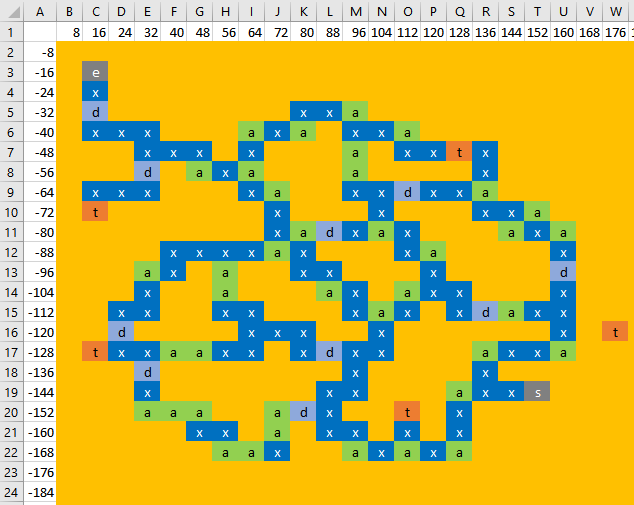 A B C D E F G H I J K L M N O P Q R S T U V W
1 8 16 24 32 40 48 56 64 72 80 88 96 104 112 120 128 136 144 152 160 168 176
2 -8
3 -16 e
4 -24 x
5 -32 d x x a
6 -40 x x x a x a x x a
7 -48 x x x x a x x t x
8 -56 d a x a a x
9 -64 x x x x a x x d x x a
10 -72 t x x x x a
11 -80 x a d x a x a x a
12 -88 x x x x a x x a x
13 -96 a x a x x x d
14 -104 x a a x a x x x
15 -112 x x x x x a x x d a x x
16 -120 d x x x x x t
17 -128 t x x a a x x x d x x a x x a
18 -136 d x x
19 -144 x x x a x x s
20 -152 a a a a d x t x
21 -160 x x a x x x x
22 -168 a a x a x a x a
23 -176
24 -184